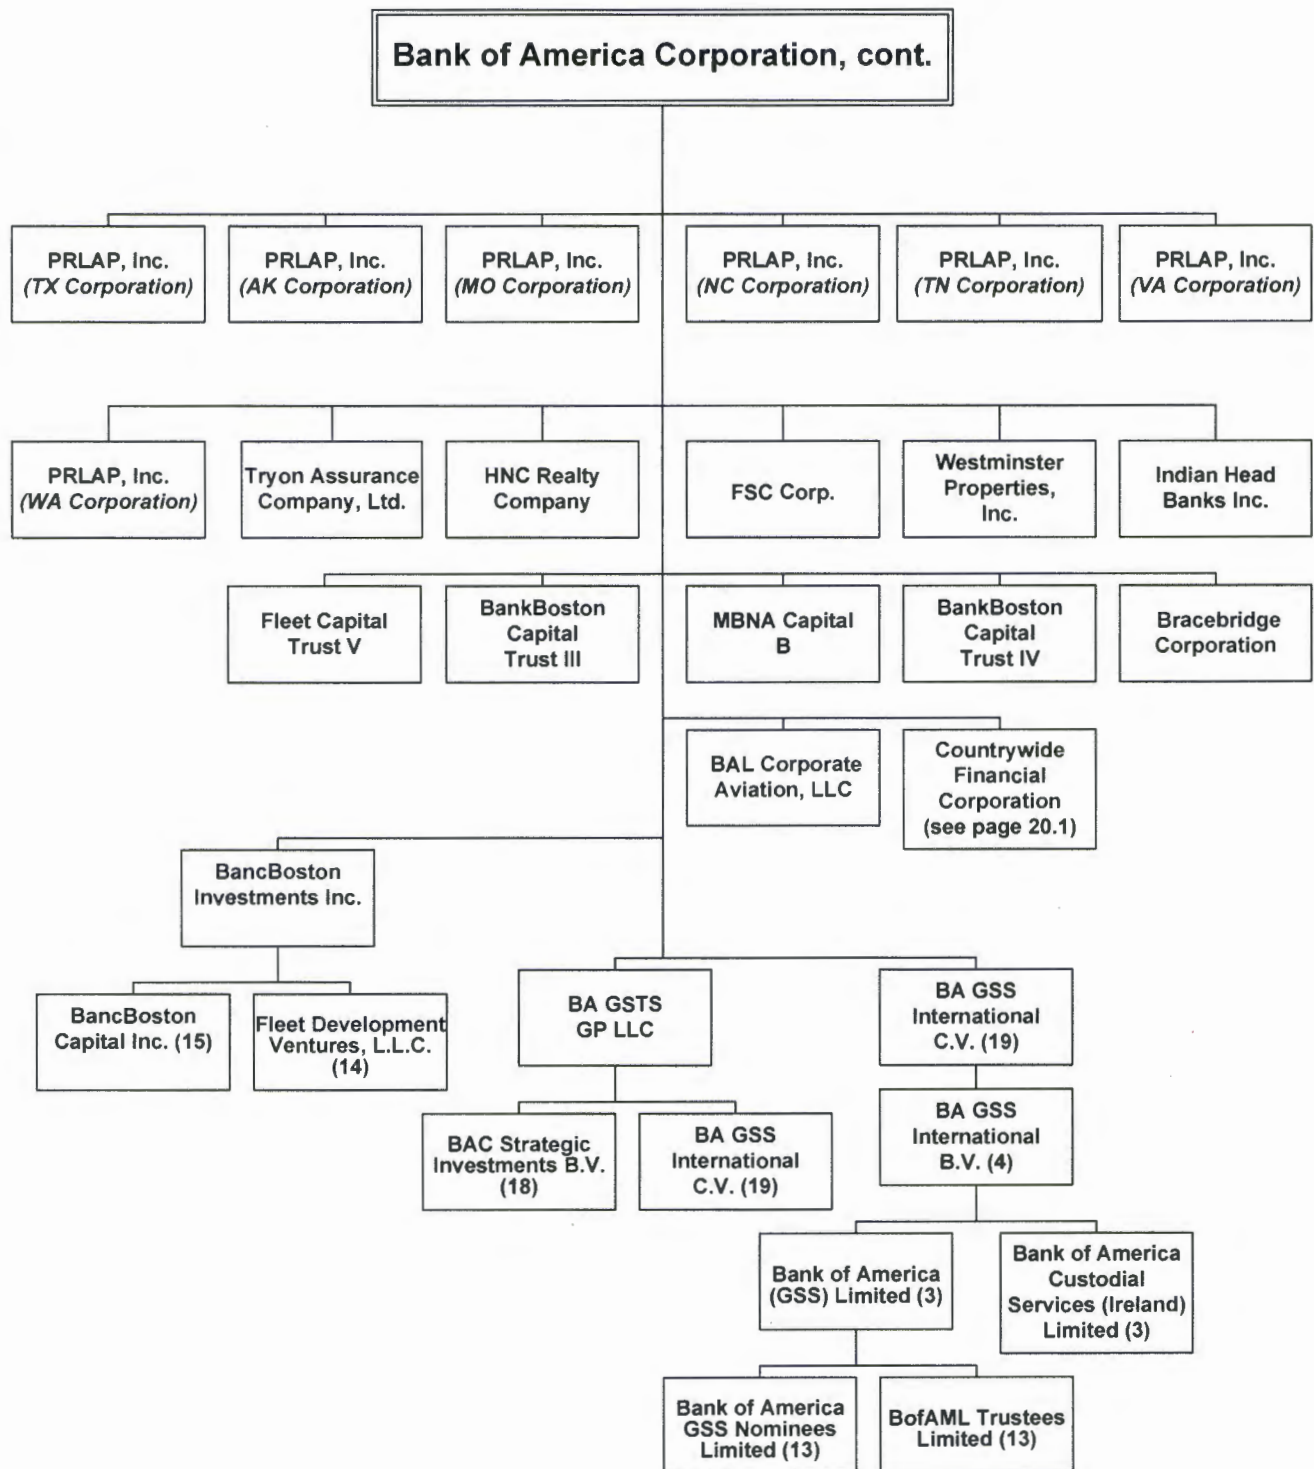 Bank of America Corporation, cont.
PRLAP, Inc.
(TX Corporation)
PRLAP, Inc.
(AK Corporation)
PRLAP, Inc.
(MO Corporation)
PRLAP, Inc.
(NC Corporation)
PRLAP, Inc.
(TN Corporation)
PRLAP, Inc.
(VA Corporation)
PRLAP, Inc.
(WA Corporation)
Tryon Assurance
Company, Ltd.
HNC Realty
Company
FSC Corp.
Westminster
Properties,
Inc.
Indian Head
Banks Inc.
Fleet Capital
Trust V
BankBoston
Capital
Trust III
MBNA Capital
B
BankBoston
Capital
Trust IV
Bracebridge
Corporation
BAL Corporate
Aviation, LLC
Countrywide
Financial
Corporation
(see page 20.1)
BancBoston
Investments Inc.
BancBoston
Capital Inc. (15)
Fleet Development
Ventures, L.L.C.
(14)
BA GSTS
GP LLC
BA GSS
International
C.V. (19)
BAC Strategic
Investments B.V.
(18)
BA GSS
International
C.V. (19)
BA GSS
International
B.V. (4)
Bank of America
(GSS) Limited (3)
Bank of America
Custodial
Services (Ireland)
Limited (3)
Bank of America
GSS Nominees
Limited (13)
BofAML Trustees
Limited (13)